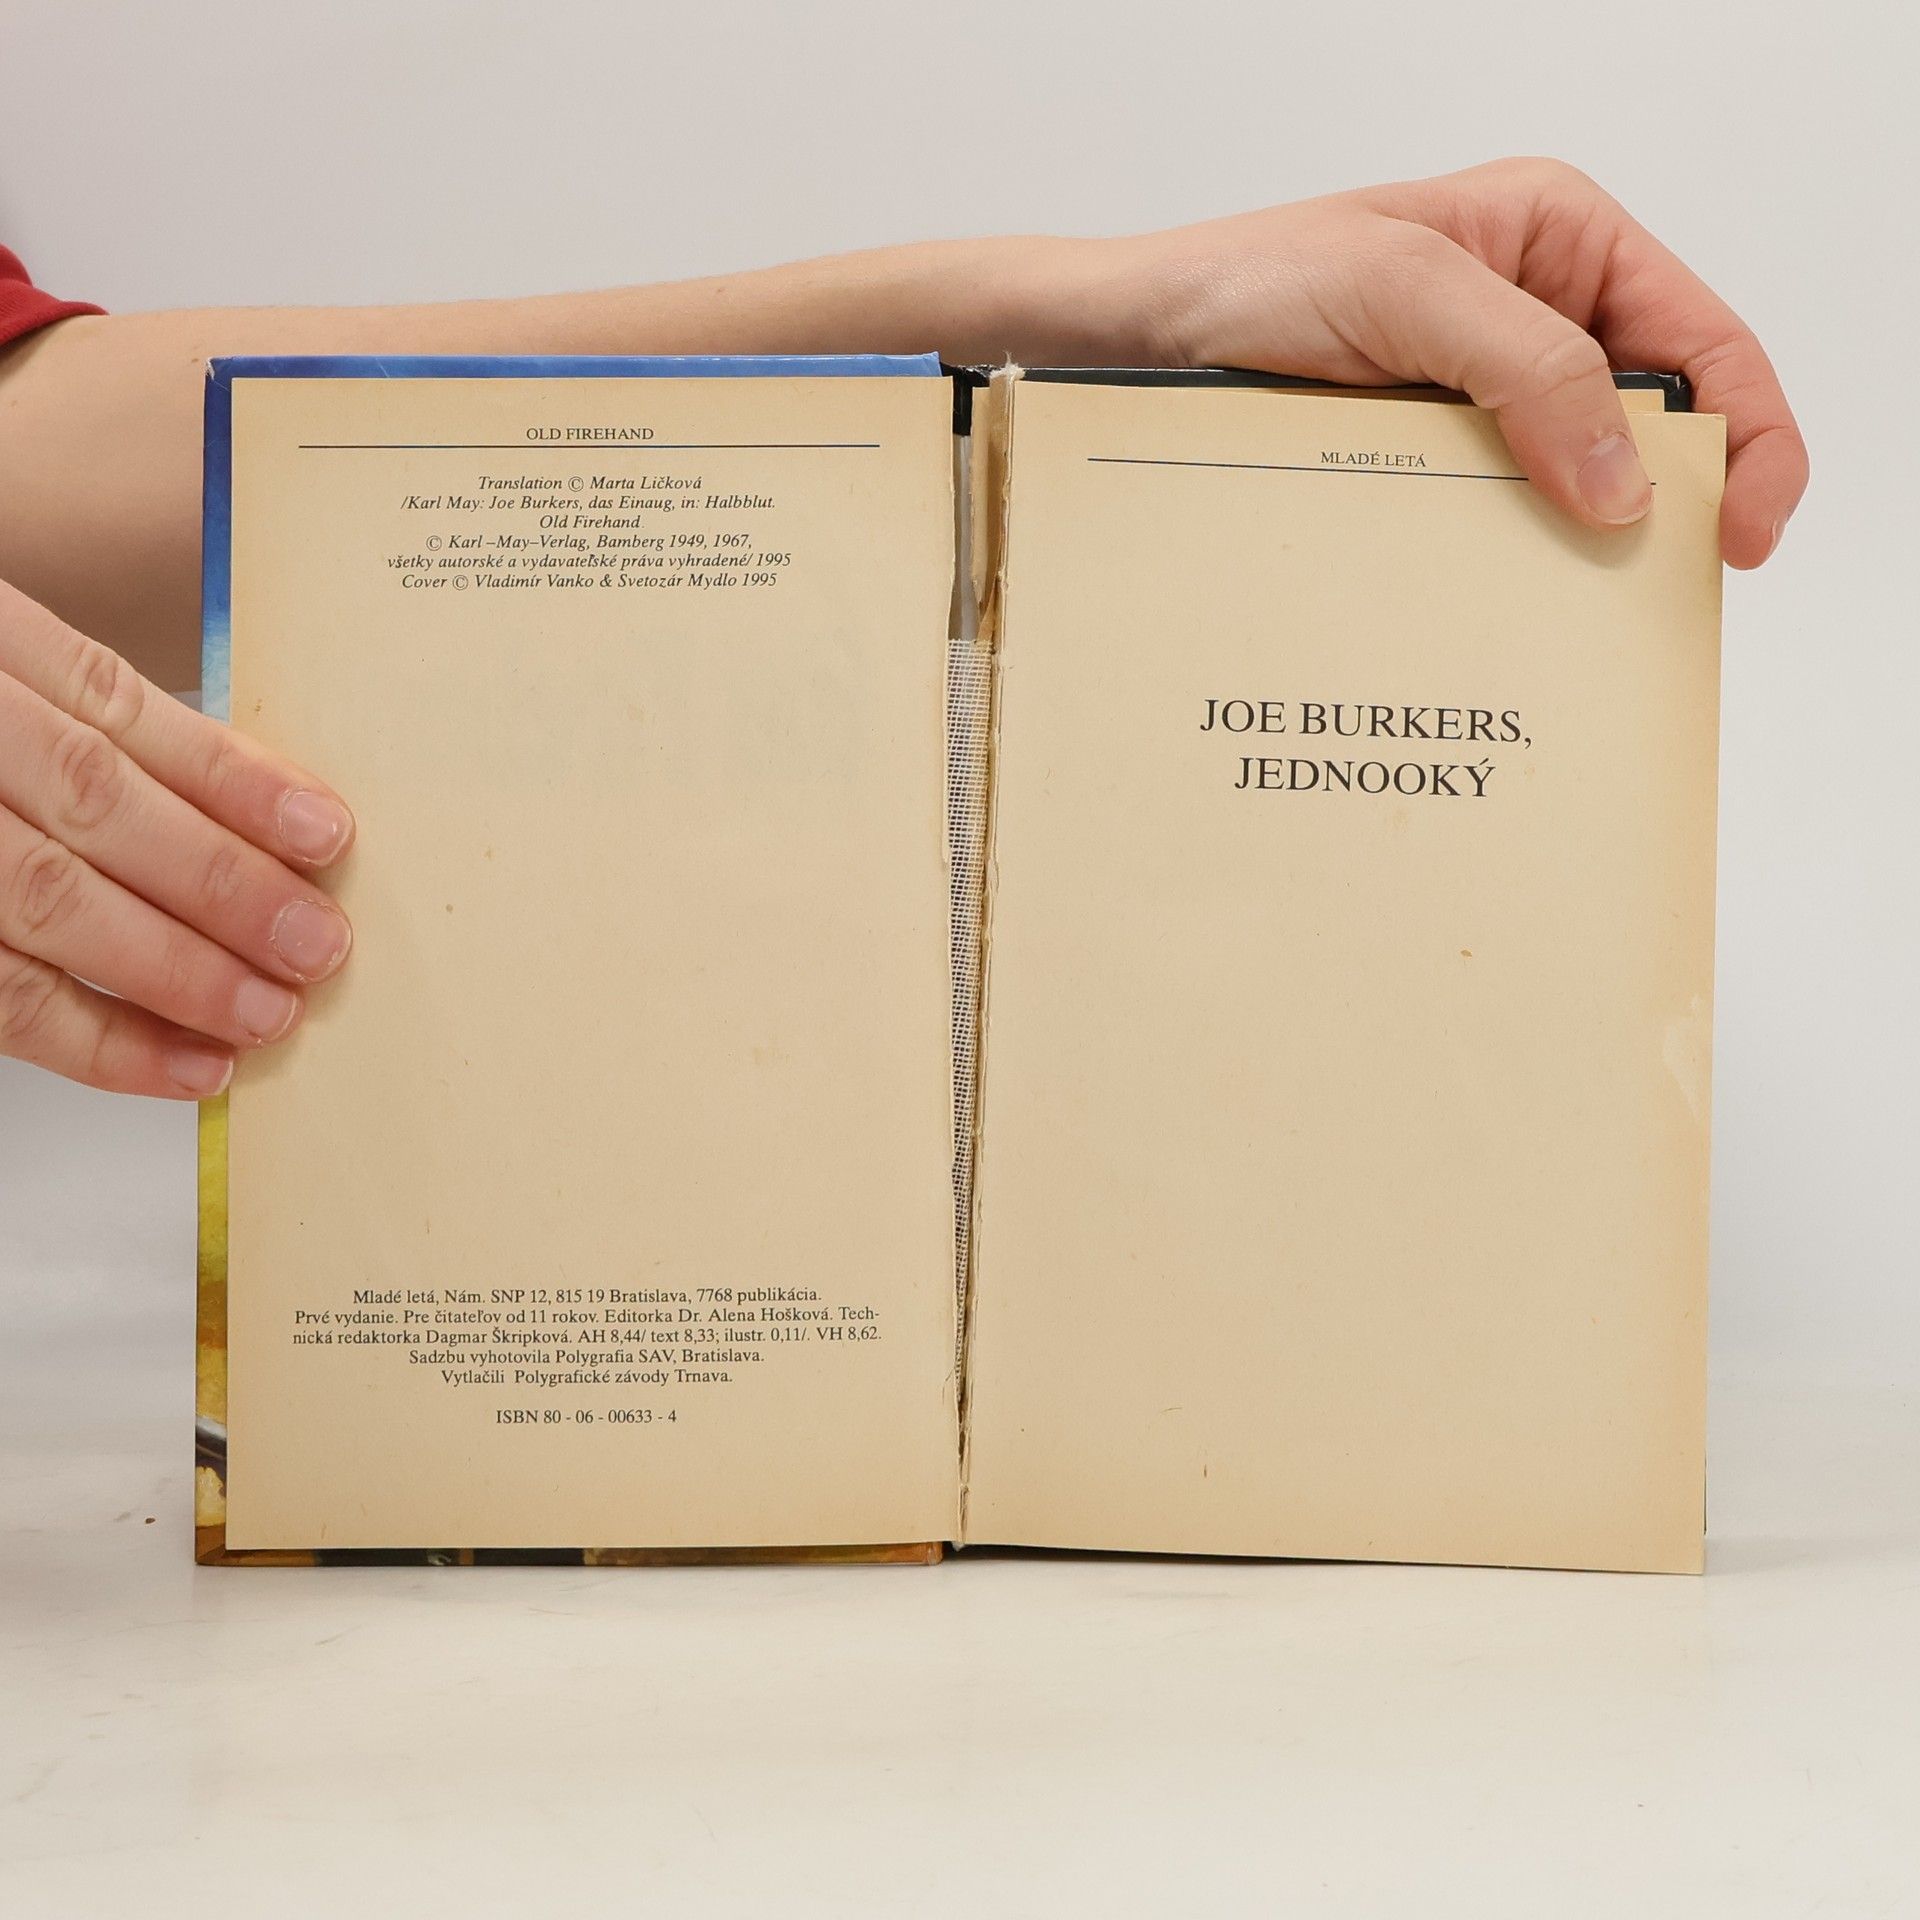 OLD FIREHAND
Translation © Marta Ličková
/Karl May: Joe Burkers, das Einaug, in: Halbblut.
Old Firehand.
© Karl –May–Verlag, Bamberg 1949, 1967,
všetky autorské a vydavateľské práva vyhradené/ 1995
Cover © Vladimír Vanko & Svetozár Mydlo 1995
Mladé letá, Nám. SNP 12, 815 19 Bratislava, 7768 publikácia.
Prvé vydanie. Pre čitateľov od 11 rokov. Editorka Dr. Alena Hošková. Tech-
nická redaktorka Dagmar Škripková. AH 8,44/ text 8,33; ilustr. 0,11/. VH 8,62.
Sadzbu vyhotovila Polygrafia SAV, Bratislava.
Vytlačili Polygrafické závody Trnava.
ISBN 80 - 06 - 00633 - 4
MLADÉ LETÁ
JOE BURKERS,
JEDNOOKÝ